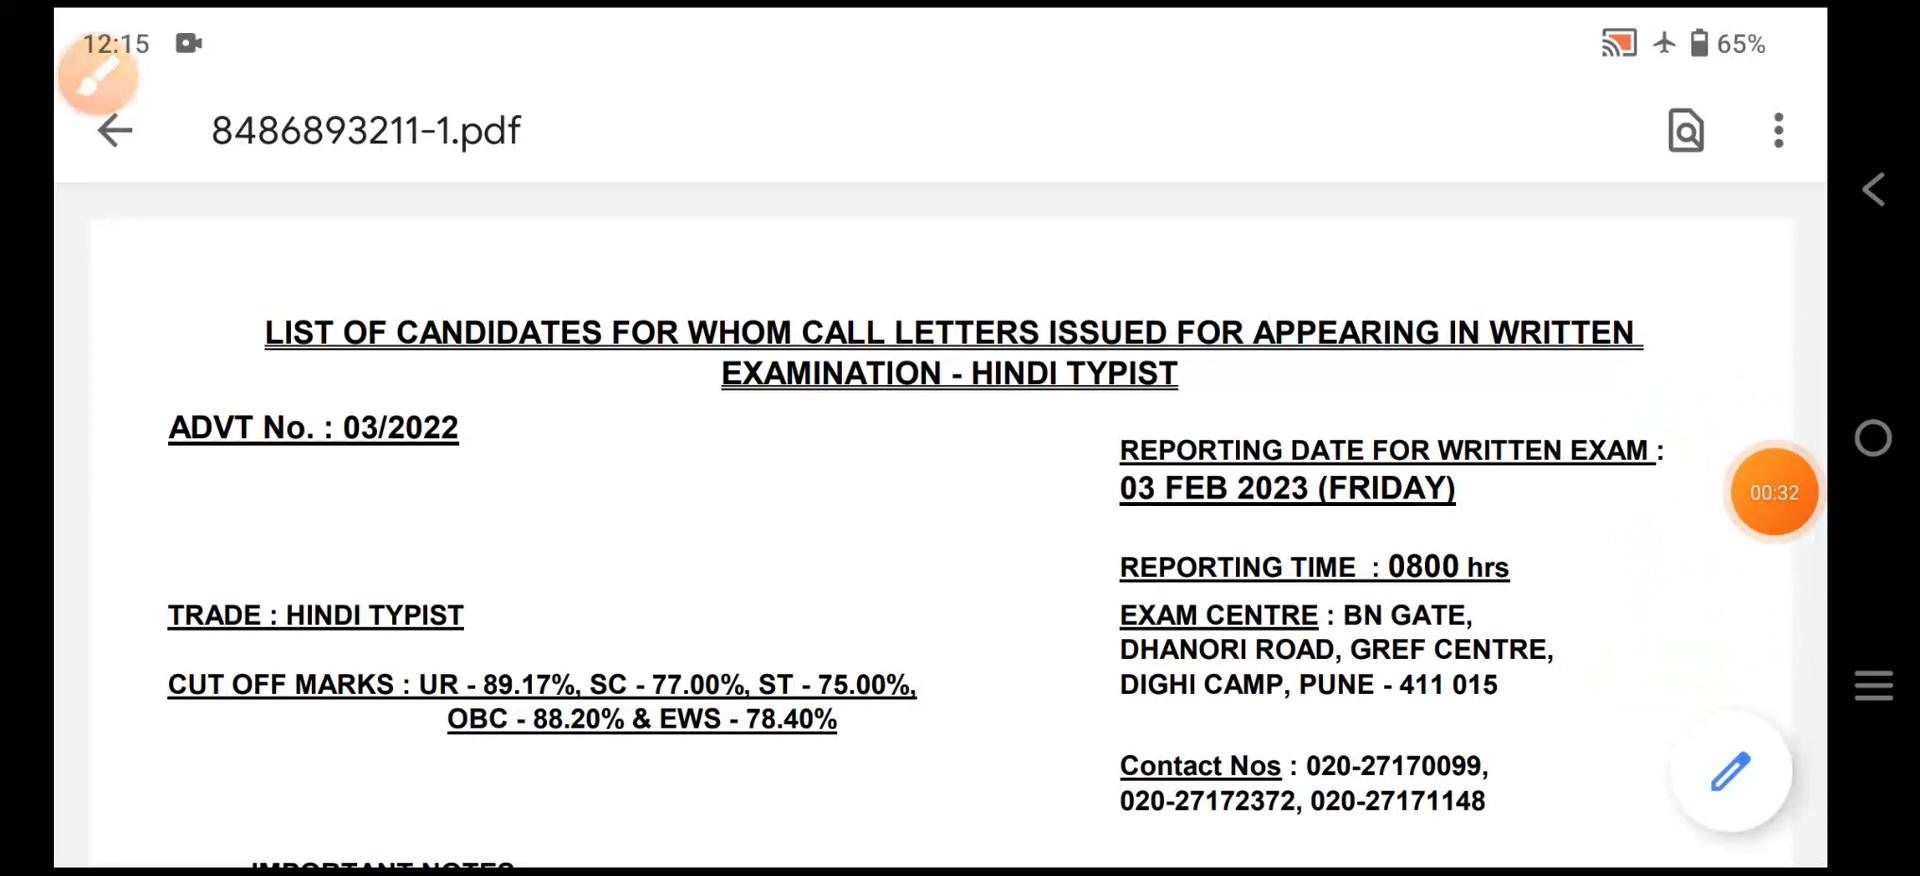 12:15
65%
8486893211-1.pdf
LIST OF CANDIDATES FOR WHOM CALL LETTERS ISSUED FOR APPEARING IN WRITTEN
EXAMINATION - HINDI TYPIST
ADVT No. : 03/2022
REPORTING DATE FOR WRITTEN EXAM :
03 FEB 2023 (FRIDAY)
00:32
REPORTING TIME : 0800 hrs
TRADE : HINDI TYPIST
EXAM CENTRE : BN GATE,
DHANORI ROAD, GREF CENTRE,
DIGHI CAMP, PUNE - 411 015
CUT OFF MARKS : UR - 89.17%, SC - 77.00%, ST - 75.00%,
OBC - 88.20% & EWS - 78.40%
Contact Nos : 020-27170099,
020-27172372, 020-27171148
IMPORTANT NOTES